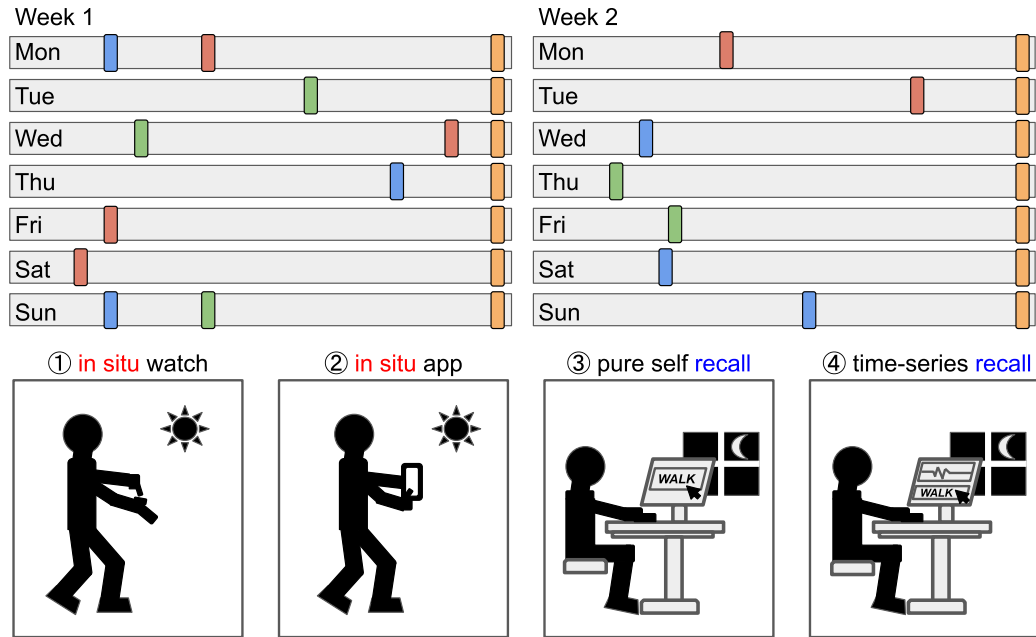 Week 1
Mon
Tue
Wed
Thu
Fri
Sat
Sun
Week 2
Mon
Tue
Wed
Thu
Fri
Sat
Sun
① in situ watch
② in situ app
③ pure self recall
④ time-series recall
WALK
WALK